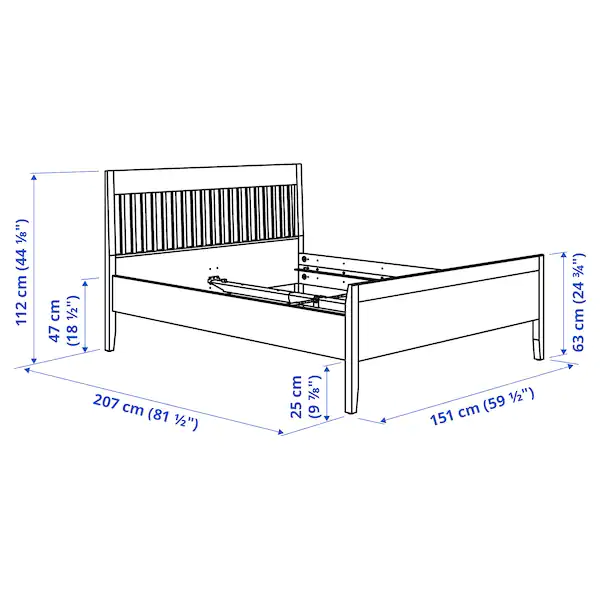 112 cm (44 ⅛")
47 cm
(18 ½")
207 cm (81 ½")
25 cm
(9 ⅞")
151 cm (59 ½")
63 cm (24 ¾")